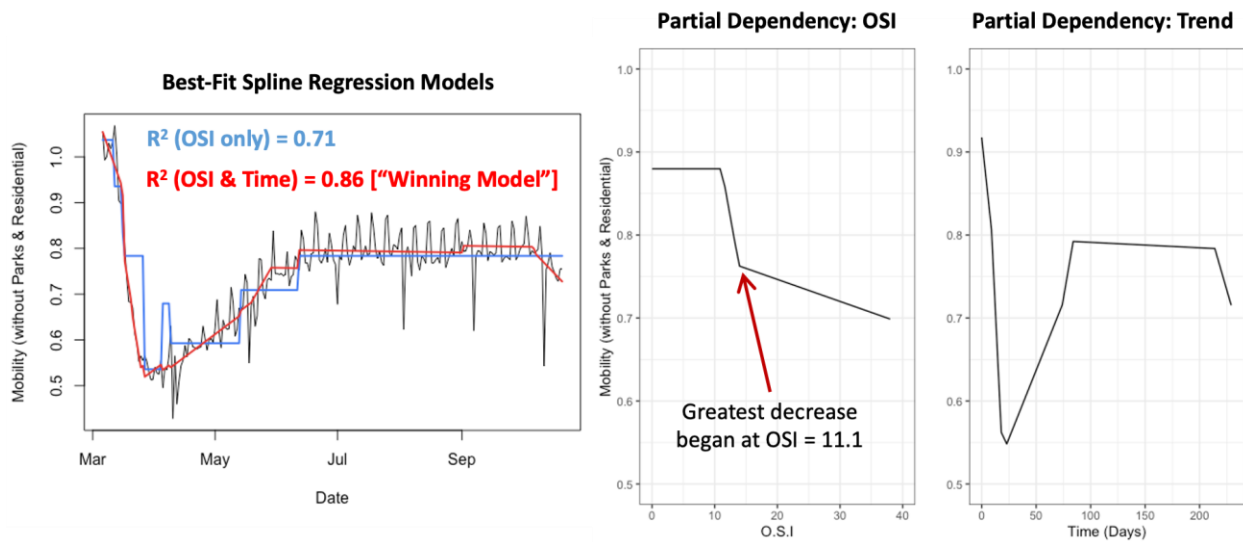 Best-Fit Spline Regression Models
R² (OSI only) = 0.71
R² (OSI & Time) = 0.86 [“Winning Model”]
Mobility (without Parks & Residential)
1.0
0.9
0.8
0.7
0.6
0.5
Mar
May
Jul
Sep
Date
Partial Dependency: OSI
Mobility (without Parks & Residential)
1.0
0.9
0.8
0.7
0.6
0.5
Greatest decrease
began at OSI = 11.1
0
10
20
30
40
O.S.I
Partial Dependency: Trend
1.0
0.9
0.8
0.7
0.6
0.5
0
50
100
150
200
Time (Days)